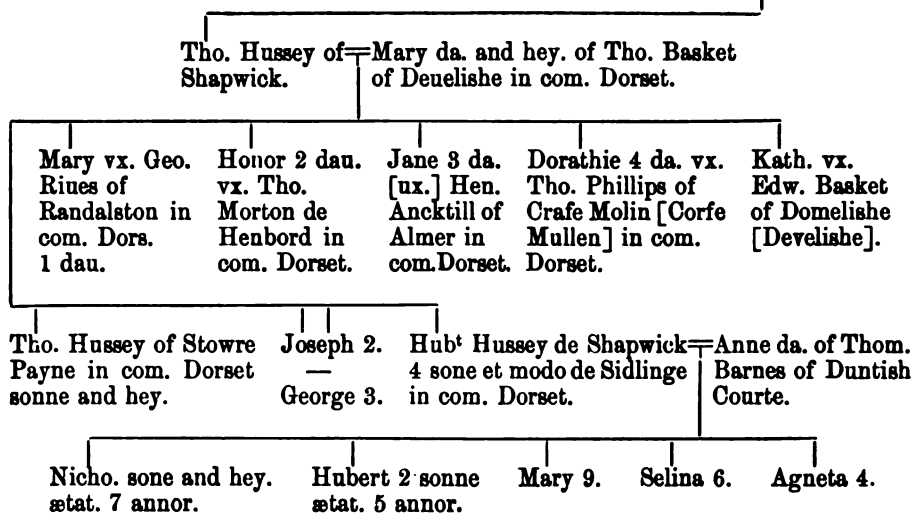 Tho. Hussey of
Shapwick.
Mary da. and hey. of Tho. Basket
of Deuelishe in com. Dorset.
Mary vx. Geo.
Riues of
Randalston in
com. Dors.
1 dau.
Honor 2 dau.
vx. Tho.
Morton de
Henbord in
com. Dorset.
Jane 3 da.
[ux.] Hen.
Ancktill of
Almer in
com.Dorset.
Dorathie 4 da. vx.
Tho. Phillips of
Crafe Molin [Corfe
Mullen] in com.
Dorset.
Kath. vx.
Edw. Basket
of Domelishe
[Develishe].
Tho. Hussey of Stowre
Payne in com. Dorset
sonne and hey.
Joseph 2.
—
George 3.
Hubᵗ Hussey de Shapwick
4 sone et modo de Sidlinge
in com. Dorset.
Anne da. of Thom.
Barnes of Duntish
Courte.
Nicho. sone and hey.
ætat. 7 annor.
Hubert 2 sonne
ætat. 5 annor.
Mary 9.
Selina 6.
Agneta 4.